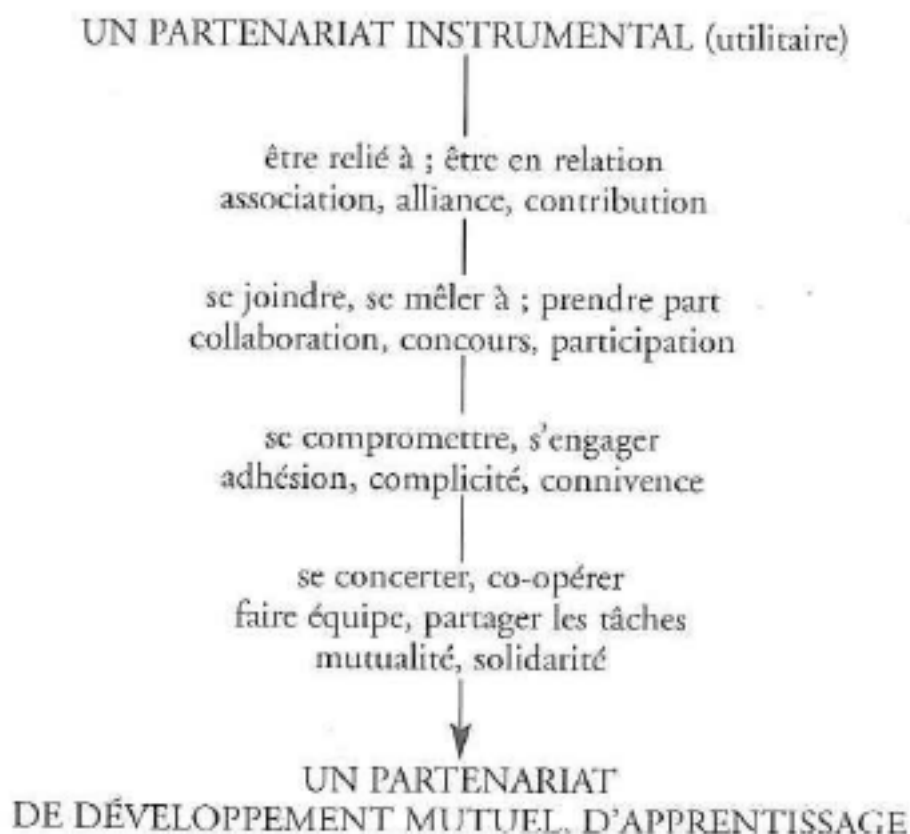 UN PARTENARIAT INSTRUMENTAL (utilitaire)
être relié à ; être en relation
association, alliance, contribution
se joindre, se mêler à ; prendre part
collaboration, concours, participation
se compromettre, s'engager
adhésion, complicité, connivence
se concerter, co-opérer
faire équipe, partager les tâches
mutualité, solidarité
UN PARTENARIAT
DE DÉVELOPPEMENT MUTUEL, D'APPRENTISSAGE